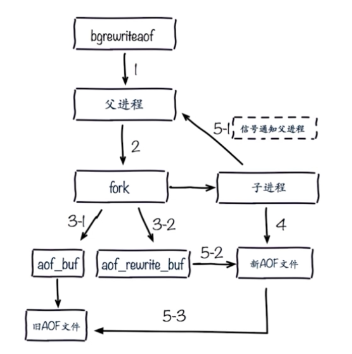 bgrewriteaof
1
父进程
5-1 信号通知父进程
2
fork
子进程
3-1
3-2
4
aof_buf
aof_rewrite_buf
5-2
新AOF文件
5-3
旧AOF文件